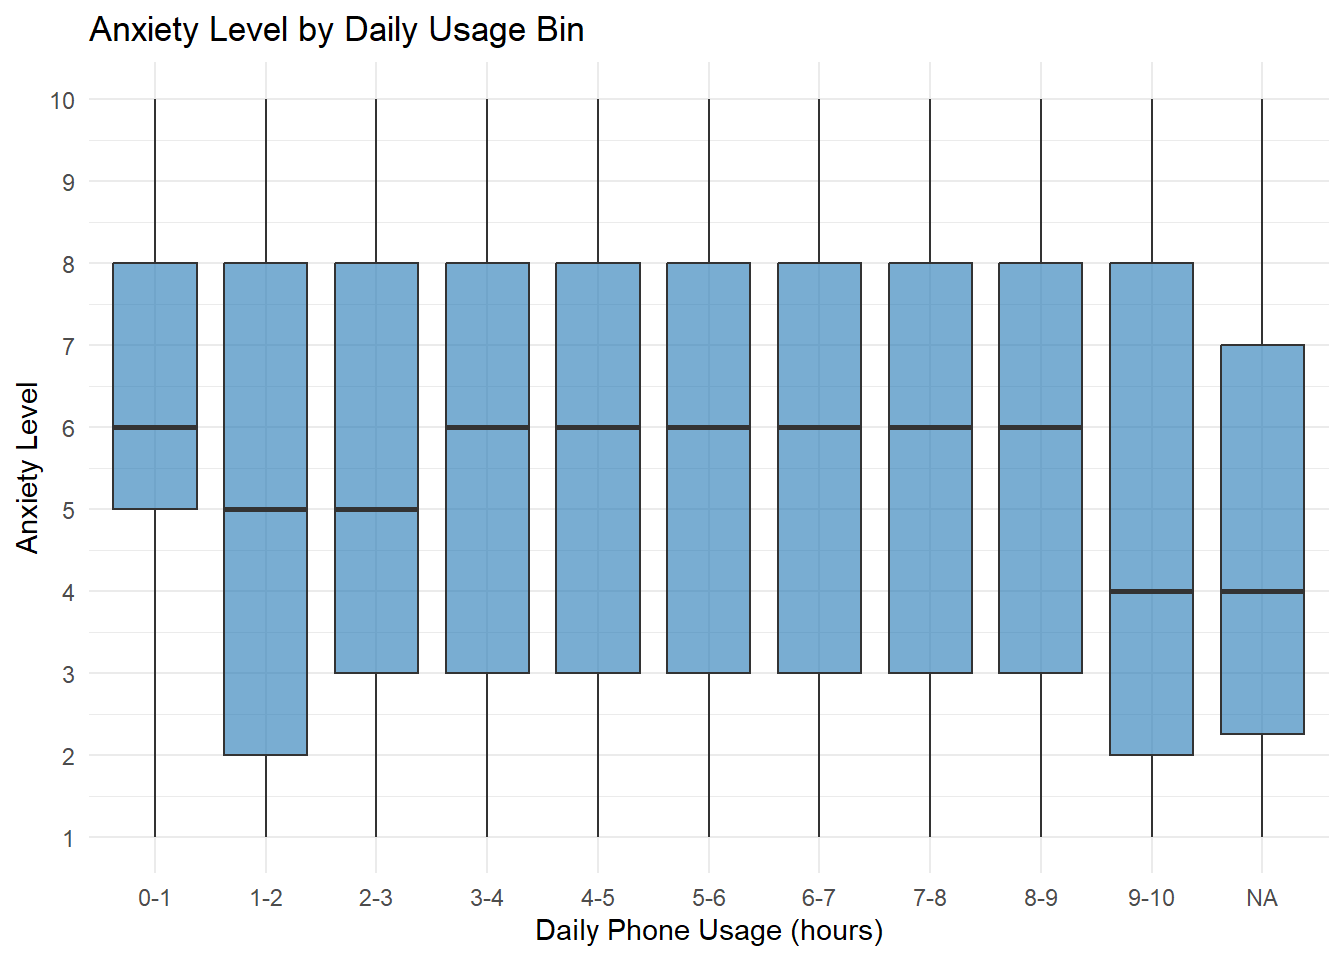 Anxiety Level by Daily Usage Bin
10
9
8
7
6
5
4
3
2
1
Anxiety Level
0-1 1-2 2-3 3-4 4-5 5-6 6-7 7-8 8-9 9-10 NA
Daily Phone Usage (hours)